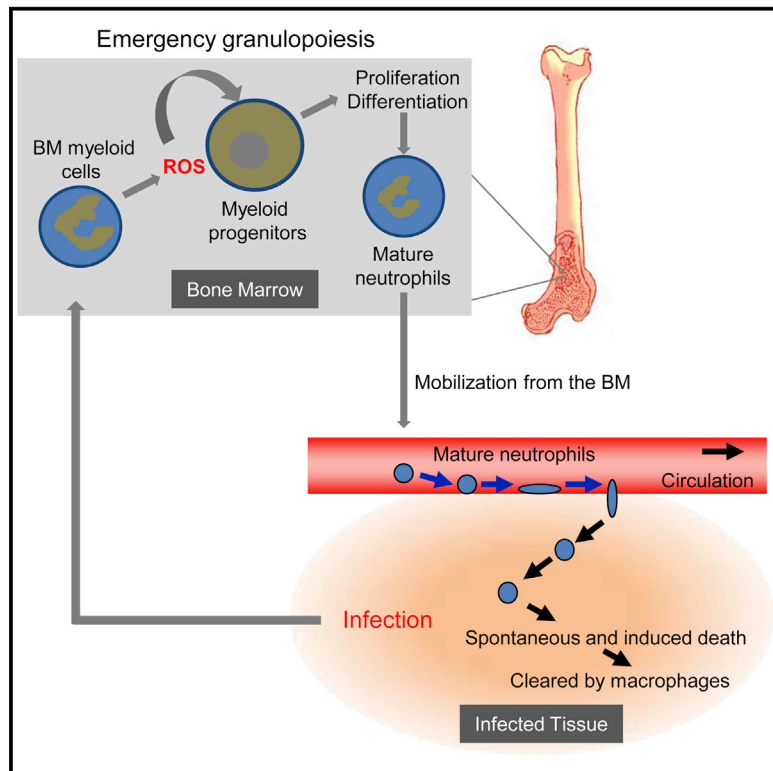 Emergency granulopoiesis
Proliferation
Differentiation
BM myeloid
cells
ROS
Myeloid
progenitors
Mature
neutrophils
Bone Marrow
Mobilization from the BM
Mature neutrophils
Circulation
Infection
Spontaneous and induced death
Cleared by macrophages
Infected Tissue